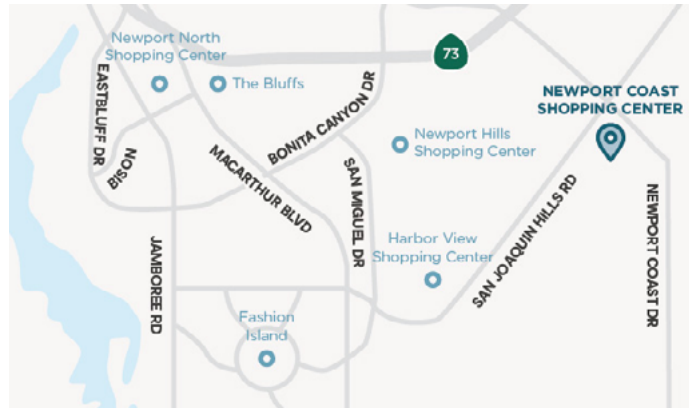 Newport North
Shopping Center
The Bluffs
73
NEWPORT COAST
SHOPPING CENTER
EASTBLUFF DR
BISON
BONITA CANYON DR
MACARTHUR BLVD
SAN MIGUEL DR
Newport Hills
Shopping Center
Harbor View
Shopping Center
SAN JOAQUIN HILLS RD
NEWPORT COAST DR
JAMBOREE RD
Fashion
Island